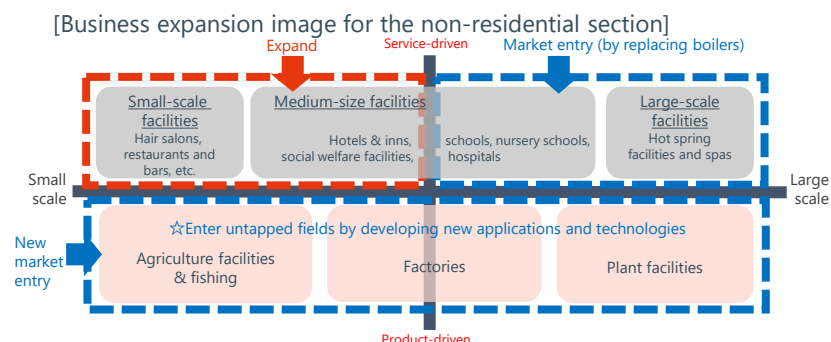 [Business expansion image for the non-residential section]
Expand
Service-driven
Market entry (by replacing boilers)
Small-scale
facilities
Hair salons,
restaurants and
bars, etc.
Medium-size facilities
Hotels & inns,
social welfare facilities,
schools, nursery schools,
hospitals
Large-scale
facilities
Hot spring
facilities and spas
Small
scale
Large
scale
☆Enter untapped fields by developing new applications and technologies
New
market
entry
Agriculture facilities
& fishing
Factories
Plant facilities
Product-driven